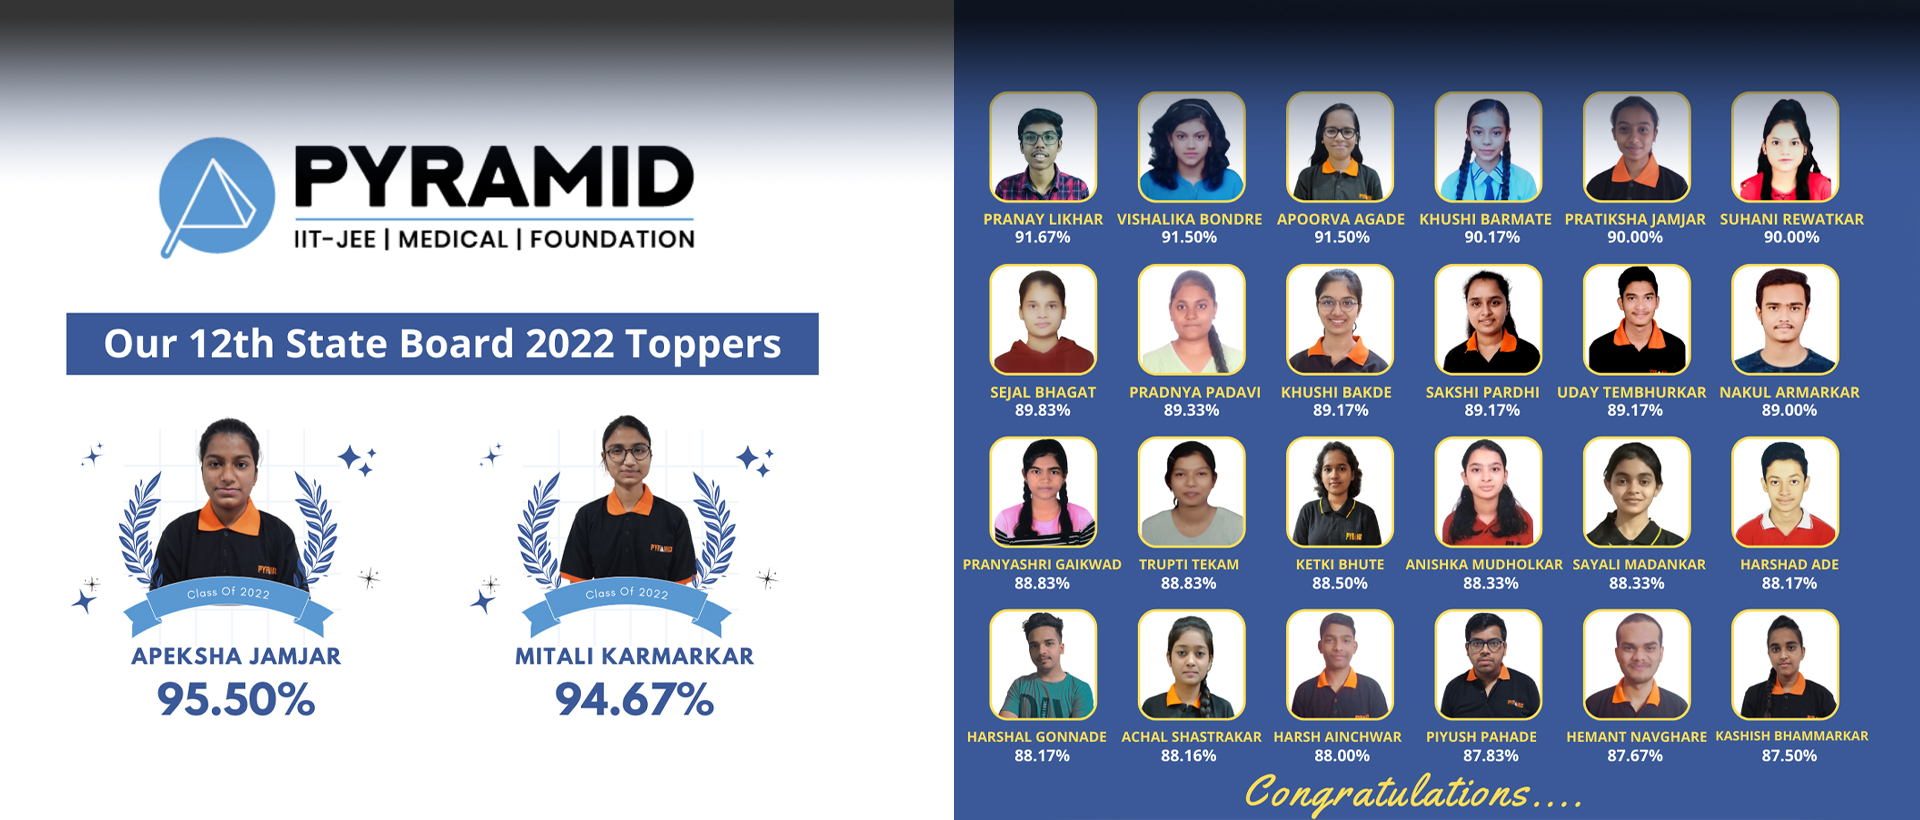 PYRAMID
IIT-JEE | MEDICAL | FOUNDATION
Our 12th State Board 2022 Toppers
PYRAMID
Class Of 2022
APEKSHA JAMJAR
95.50%
PYRAMID
Class Of 2022
MITALI KARMARKAR
94.67%
PRANAY LIKHAR
91.67%
VISHALIKA BONDRE
91.50%
APOORVA AGADE
91.50%
KHUSHI BARMATE
90.17%
PRATIKSHA JAMJAR
90.00%
SUHANI REWATKAR
90.00%
SEJAL BHAGAT
89.83%
PRADNYA PADAVI
89.33%
KHUSHI BAKDE
89.17%
SAKSHI PARDHI
89.17%
UDAY TEMBHURKAR
89.17%
NAKUL ARMARKAR
89.00%
PRANYASHRI GAIKWAD
88.83%
TRUPTI TEKAM
88.83%
KETKI BHUTE
88.50%
ANISHKA MUDHOLKAR
88.33%
SAYALI MADANKAR
88.33%
HARSHAD ADE
88.17%
HARSHAL GONNADE
88.17%
ACHAL SHASTRAKAR
88.16%
HARSH AINCHWAR
88.00%
PIYUSH PAHADE
87.83%
HEMANT NAVGHARE
87.67%
KASHISH BHAMMARKAR
87.50%
Congratulations....